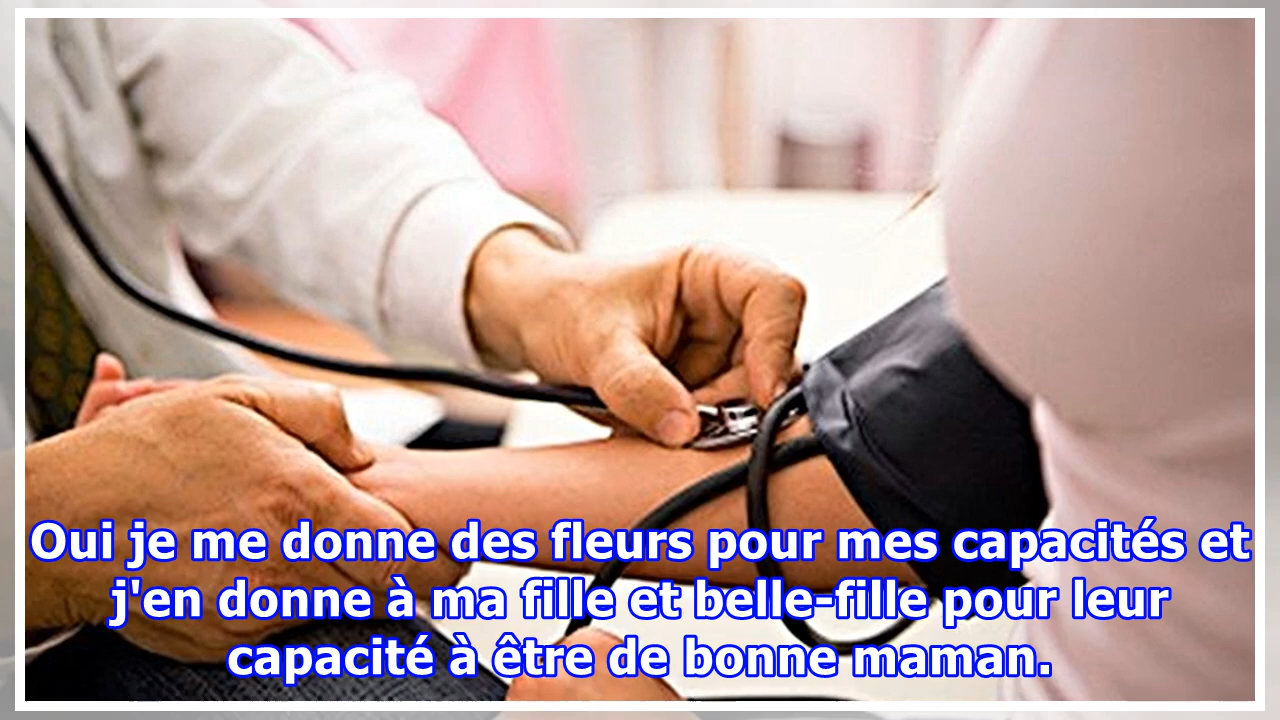 Oui je me donne des fleurs pour mes capacités et
j'en donne à ma fille et belle-fille pour leur
capacité à être de bonne maman.